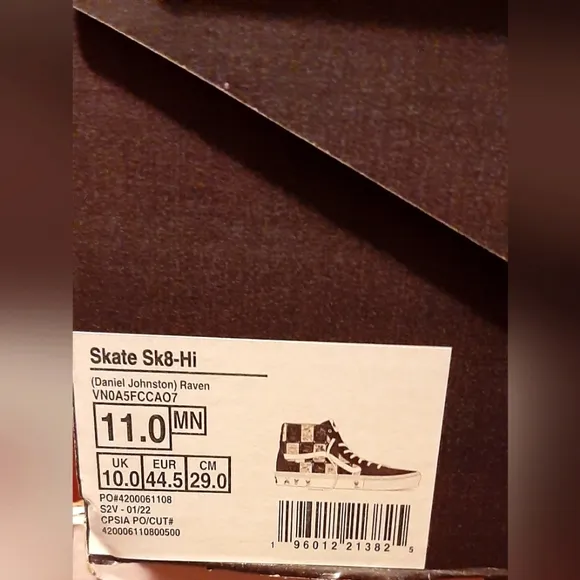 Skate Sk8-Hi
(Daniel Johnston) Raven
VN0A5FCCAO7
11.0 MN
UK EUR CM
10.0 44.5 29.0
PO#4200061108
S2V - 01/22
CPSIA PO/CUT#
420006110800500
1 96012 21382 5